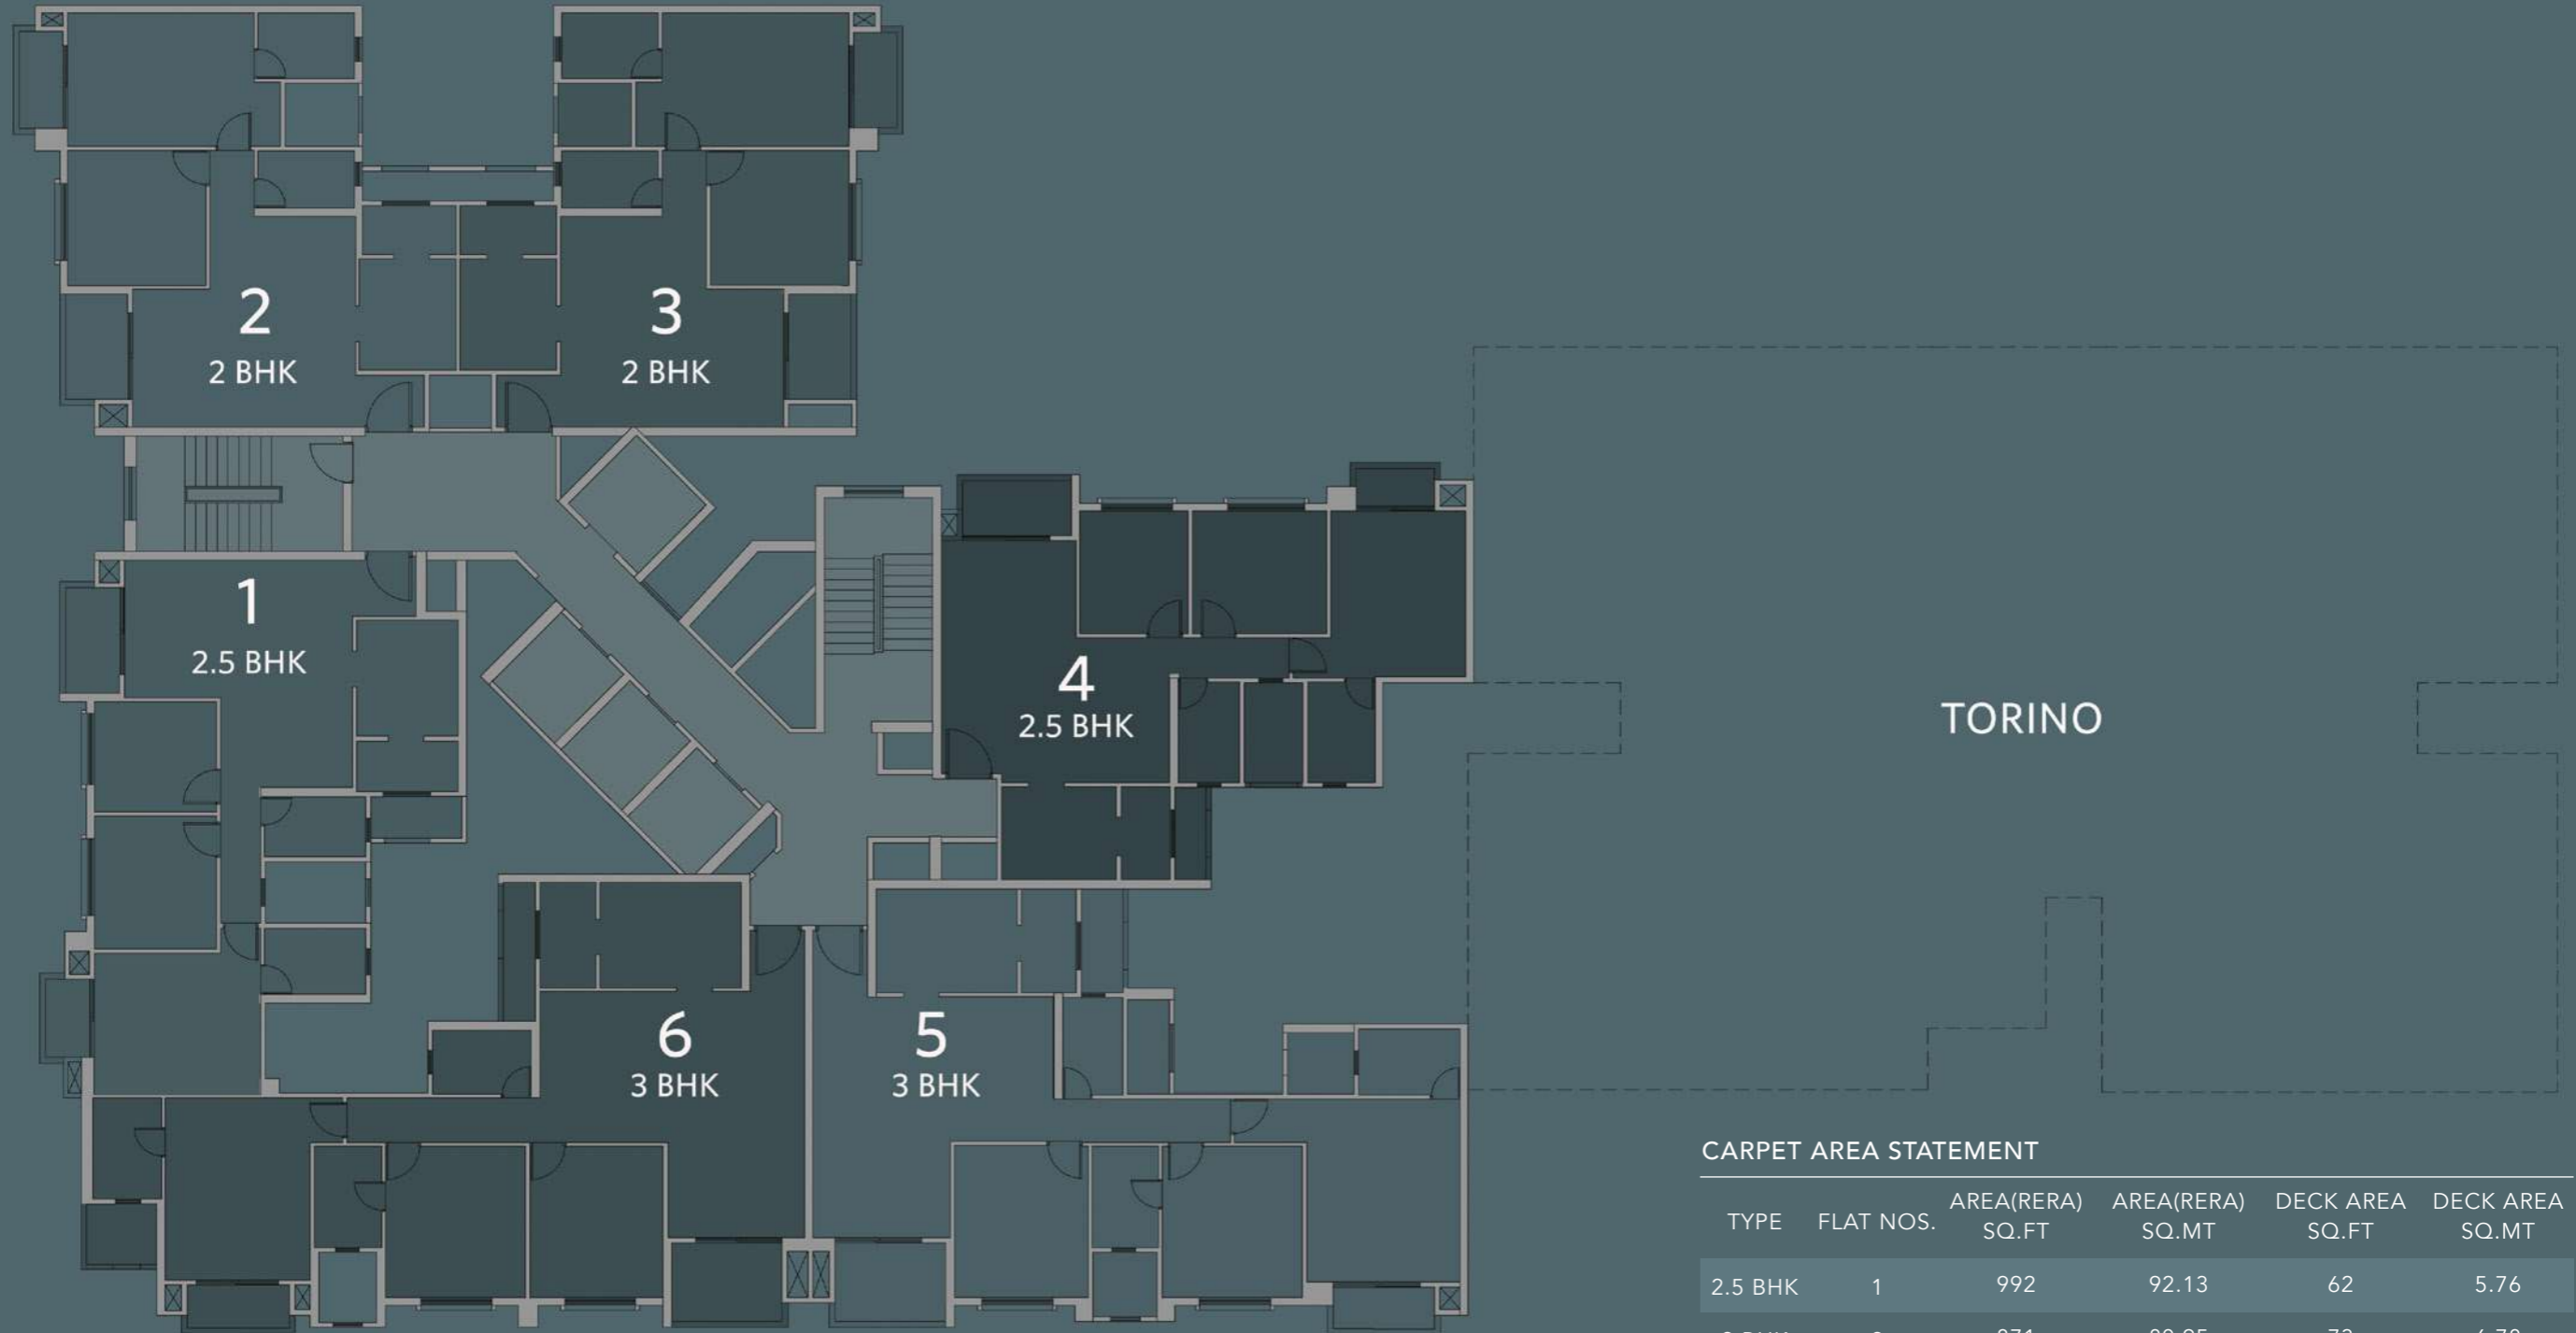 2
2 BHK
3
2 BHK
1
2.5 BHK
4
2.5 BHK
TORINO
6
3 BHK
5
3 BHK
CARPET AREA STATEMENT
TYPE FLAT NOS. AREA(RERA) SQ.FT AREA(RERA) SQ.MT DECK AREA SQ.FT DECK AREA SQ.MT
2.5 BHK 1 992 92.13 62 5.76